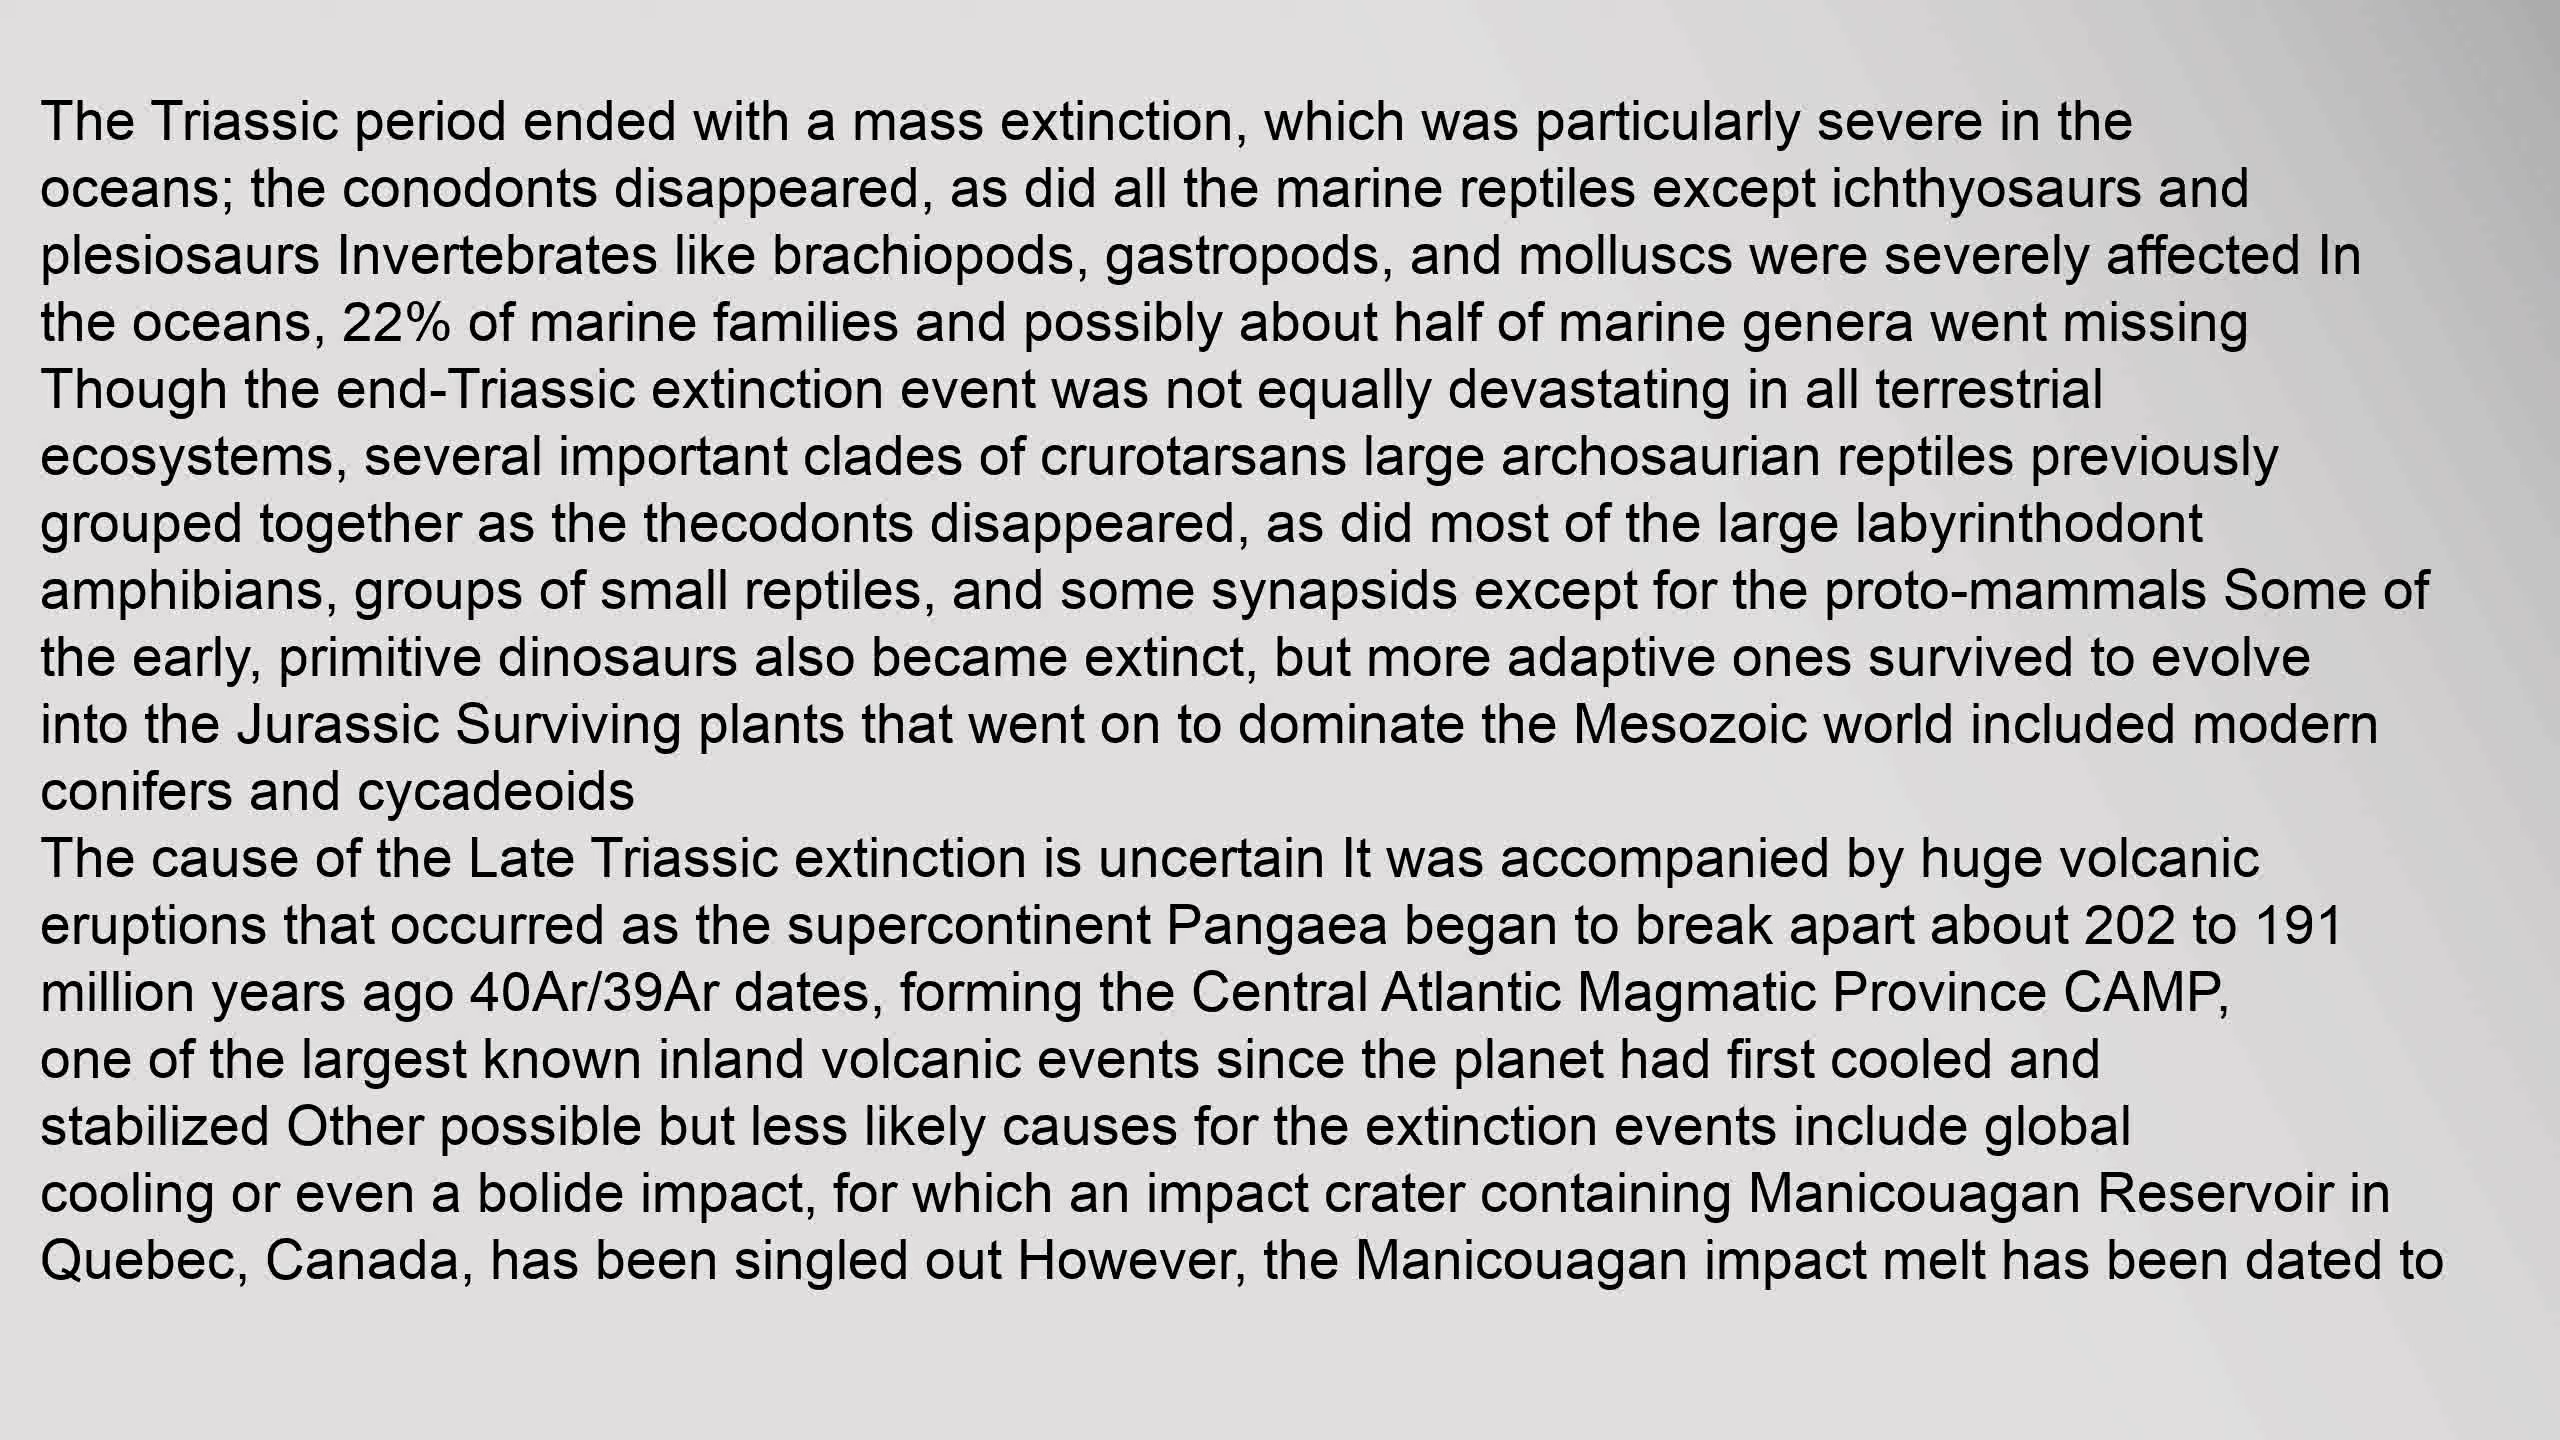 The Triassic period ended with a mass extinction, which was particularly severe in the
oceans; the conodonts disappeared, as did all the marine reptiles except ichthyosaurs and
plesiosaurs Invertebrates like brachiopods, gastropods, and molluscs were severely affected In
the oceans, 22% of marine families and possibly about half of marine genera went missing
Though the end-Triassic extinction event was not equally devastating in all terrestrial
ecosystems, several important clades of crurotarsans large archosaurian reptiles previously
grouped together as the thecodonts disappeared, as did most of the large labyrinthodont
amphibians, groups of small reptiles, and some synapsids except for the proto-mammals Some of
the early, primitive dinosaurs also became extinct, but more adaptive ones survived to evolve
into the Jurassic Surviving plants that went on to dominate the Mesozoic world included modern
conifers and cycadeoids
The cause of the Late Triassic extinction is uncertain It was accompanied by huge volcanic
eruptions that occurred as the supercontinent Pangaea began to break apart about 202 to 191
million years ago 40Ar/39Ar dates, forming the Central Atlantic Magmatic Province CAMP,
one of the largest known inland volcanic events since the planet had first cooled and
stabilized Other possible but less likely causes for the extinction events include global
cooling or even a bolide impact, for which an impact crater containing Manicouagan Reservoir in
Quebec, Canada, has been singled out However, the Manicouagan impact melt has been dated to